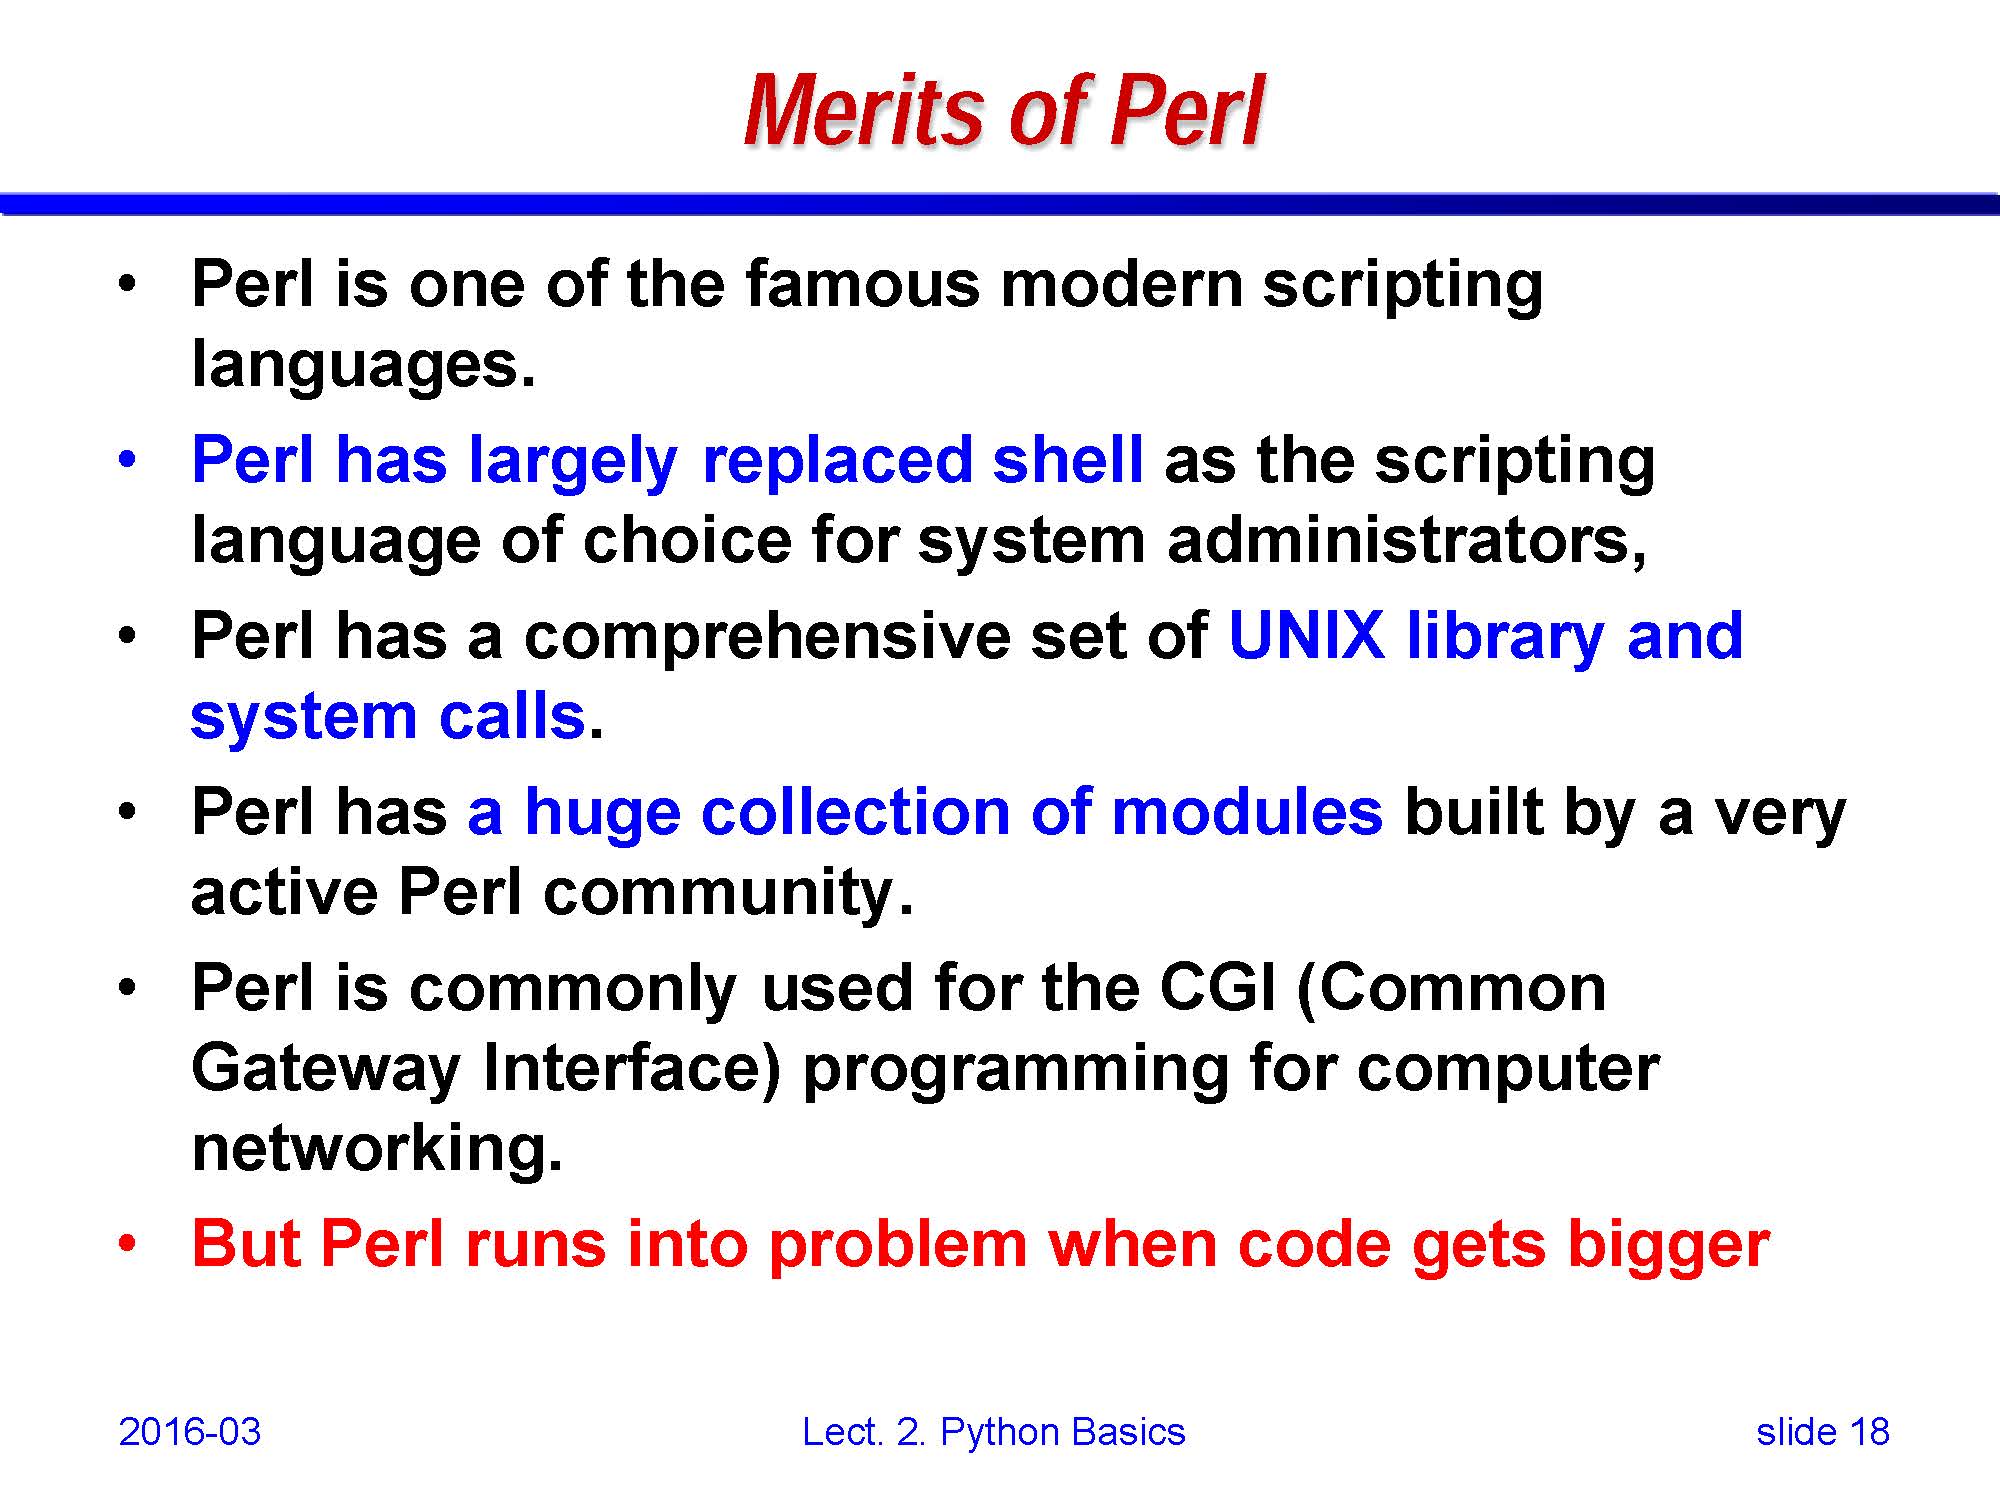 Merits of Perl
• Perl is one of the famous modern scripting
languages.
• Perl has largely replaced shell as the scripting
language of choice for system administrators,
• Perl has a comprehensive set of UNIX library and
system calls.
• Perl has a huge collection of modules built by a very
active Perl community.
• Perl is commonly used for the CGI (Common
Gateway Interface) programming for computer
networking.
• But Perl runs into problem when code gets bigger
2016-03 Lect. 2. Python Basics slide 18